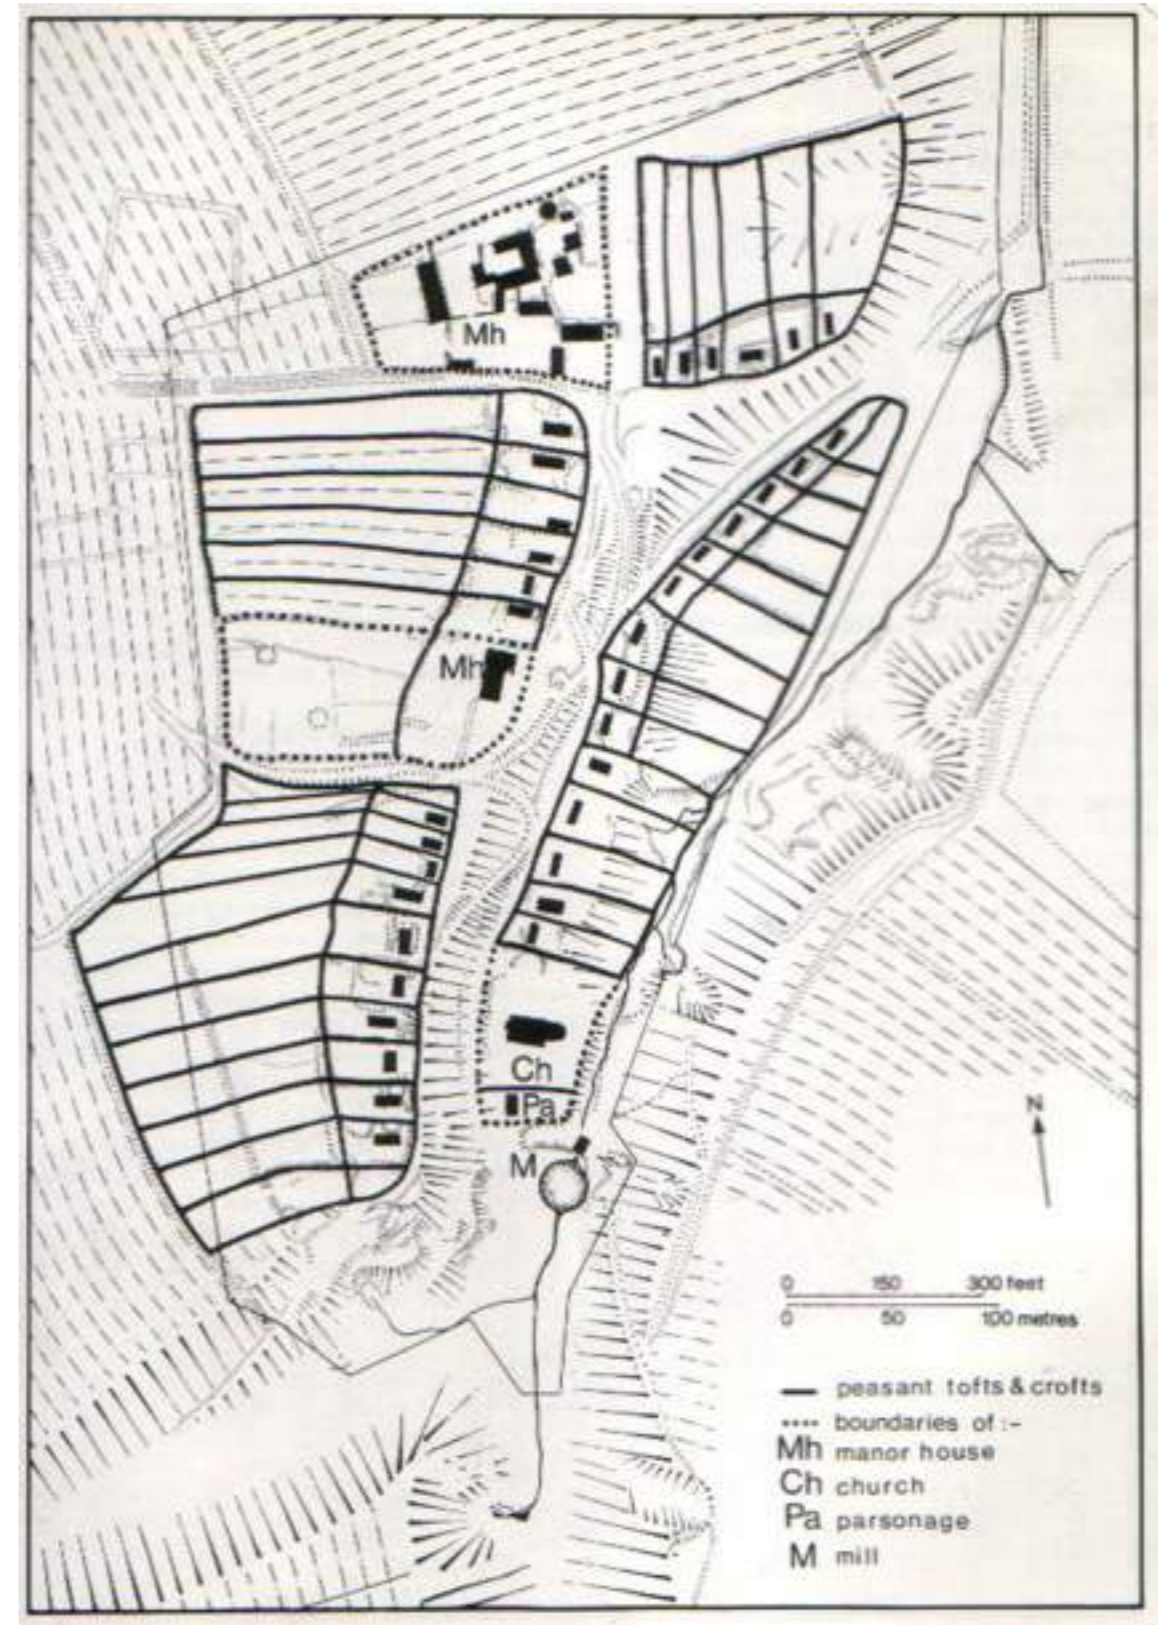 Mh
Mh
Ch
Pa
M
N
0 150 300 feet
0 50 100 metres
peasant tofts & crofts
boundaries of :-
Mh manor house
Ch church
Pa parsonage
M mill